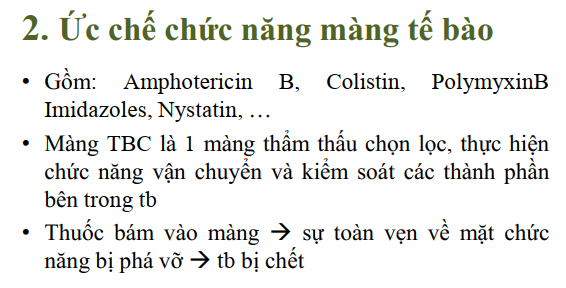 2. Ức chế chức năng màng tế bào
• Gồm: Amphotericin B, Colistin, PolymyxinB
Imidazoles, Nystatin, …
• Màng TBC là 1 màng thẩm thấu chọn lọc, thực hiện
chức năng vận chuyển và kiểm soát các thành phần
bên trong tb
• Thuốc bám vào màng → sự toàn vẹn về mặt chức
năng bị phá vỡ → tb bị chết